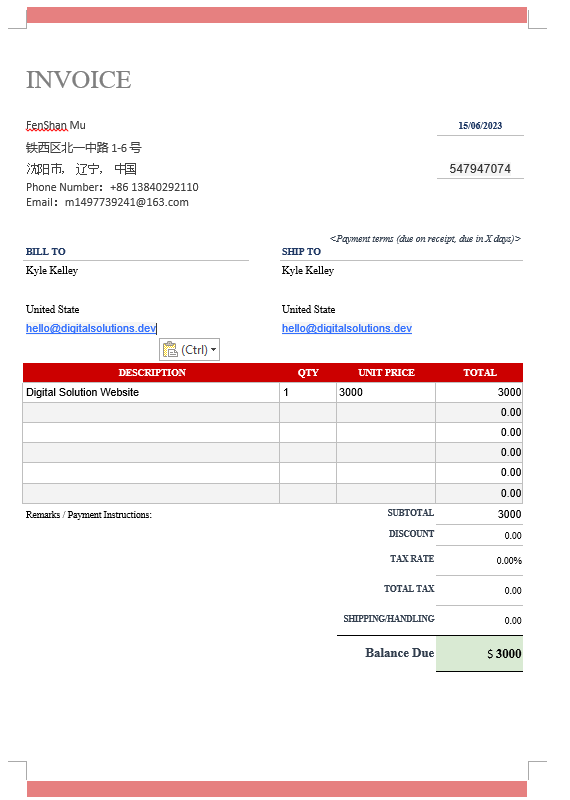 INVOICE
FenShan Mu
15/06/2023
铁西区北一中路 1-6 号
沈阳市, 辽宁, 中国
547947074
Phone Number: +86 13840292110
Email: m1497739241@163.com
<Payment terms (due on receipt, due in X days)>
BILL TO SHIP TO
Kyle Kelley Kyle Kelley
United State United State
hello@digitalsolutions.dev hello@digitalsolutions.dev
(Ctrl)
DESCRIPTION QTY UNIT PRICE TOTAL
Digital Solution Website 1 3000 3000
0.00
0.00
0.00
0.00
0.00
Remarks / Payment Instructions: SUBTOTAL 3000
DISCOUNT 0.00
TAX RATE 0.00%
TOTAL TAX 0.00
SHIPPING/HANDLING 0.00
Balance Due $ 3000